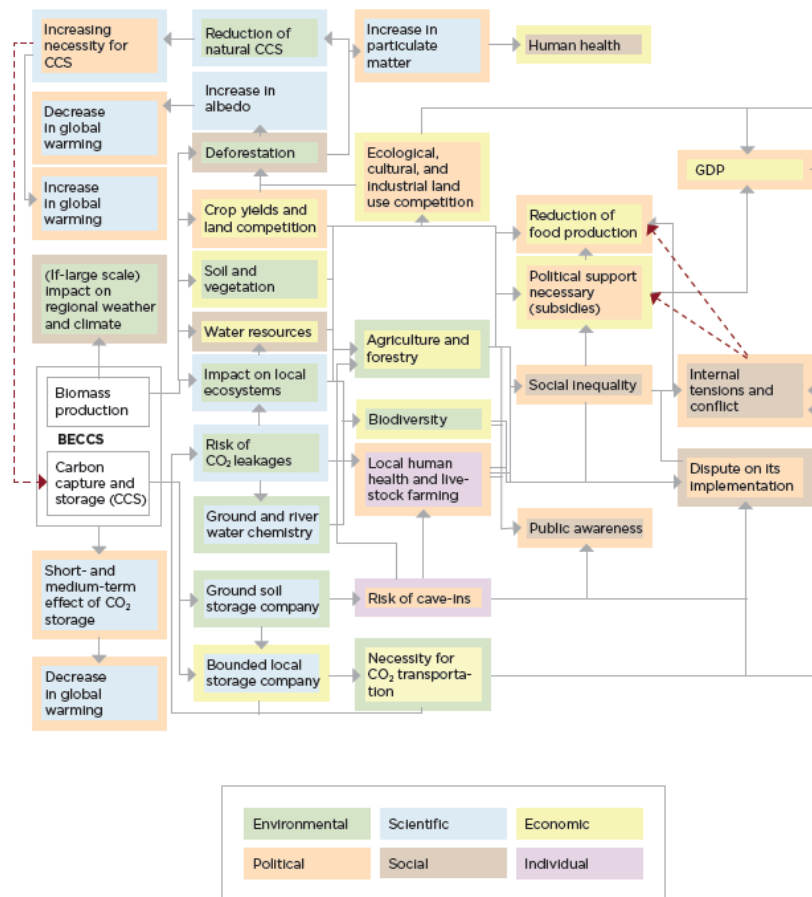 Increasing
necessity for
CCS
Reduction of
natural CCS
Increase in
particulate
matter
Human health
Increase in
albedo
Decrease
in global
warming
Deforestation
Ecological,
cultural, and
industrial land
use competition
GDP
Increase in
global warming
Crop yields and
land competition
Reduction of
food production
(If-large scale)
impact on
regional weather
and climate
Soil and
vegetation
Political support
necessary
(subsidies)
Water resources
Agriculture and
forestry
Biomass
production
Impact on local
ecosystems
Social inequality
Internal
tensions and
conflict
BECCS
Biodiversity
Carbon
capture and
storage (CCS)
Risk of
CO₂ leakages
Local human
health and live-
stock farming
Dispute on its
implementation
Ground and river
water chemistry
Public awareness
Short- and
medium-term
effect of CO₂
storage
Ground soil
storage company
Risk of cave-ins
Decrease
in global
warming
Bounded local
storage company
Necessity for
CO₂ transporta-
tion
Environmental
Scientific
Economic
Political
Social
Individual